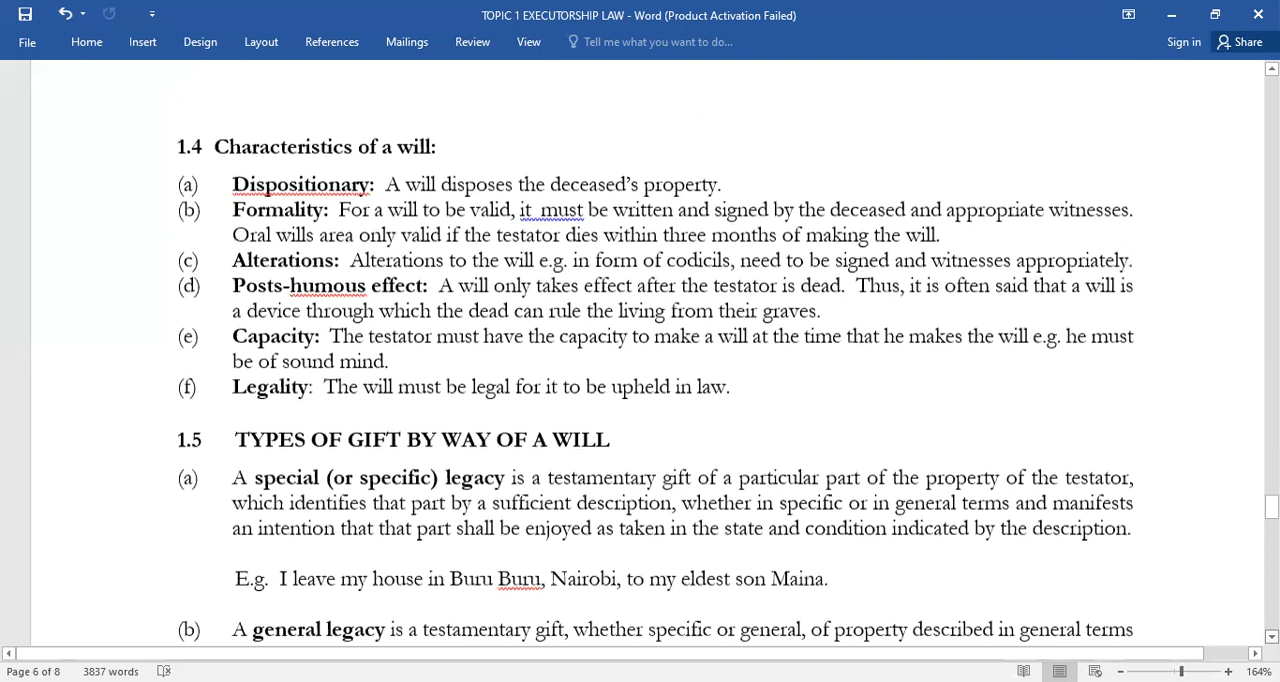 TOPIC 1 EXECUTORSHIP LAW - Word (Product Activation Failed)
File Home Insert Design Layout References Mailings Review View Tell me what you want to do... Sign in Share
1.4 Characteristics of a will:
(a) Dispositionary: A will disposes the deceased's property.
(b) Formality: For a will to be valid, it must be written and signed by the deceased and appropriate witnesses.
Oral wills area only valid if the testator dies within three months of making the will.
(c) Alterations: Alterations to the will e.g. in form of codicils, need to be signed and witnesses appropriately.
(d) Posts-humous effect: A will only takes effect after the testator is dead. Thus, it is often said that a will is
a device through which the dead can rule the living from their graves.
(e) Capacity: The testator must have the capacity to make a will at the time that he makes the will e.g. he must
be of sound mind.
(f) Legality: The will must be legal for it to be upheld in law.
1.5 TYPES OF GIFT BY WAY OF A WILL
(a) A special (or specific) legacy is a testamentary gift of a particular part of the property of the testator,
which identifies that part by a sufficient description, whether in specific or in general terms and manifests
an intention that that part shall be enjoyed as taken in the state and condition indicated by the description.
E.g. I leave my house in Buru Buru, Nairobi, to my eldest son Maina.
(b) A general legacy is a testamentary gift, whether specific or general, of property described in general terms
Page 6 of 8 3837 words 164%